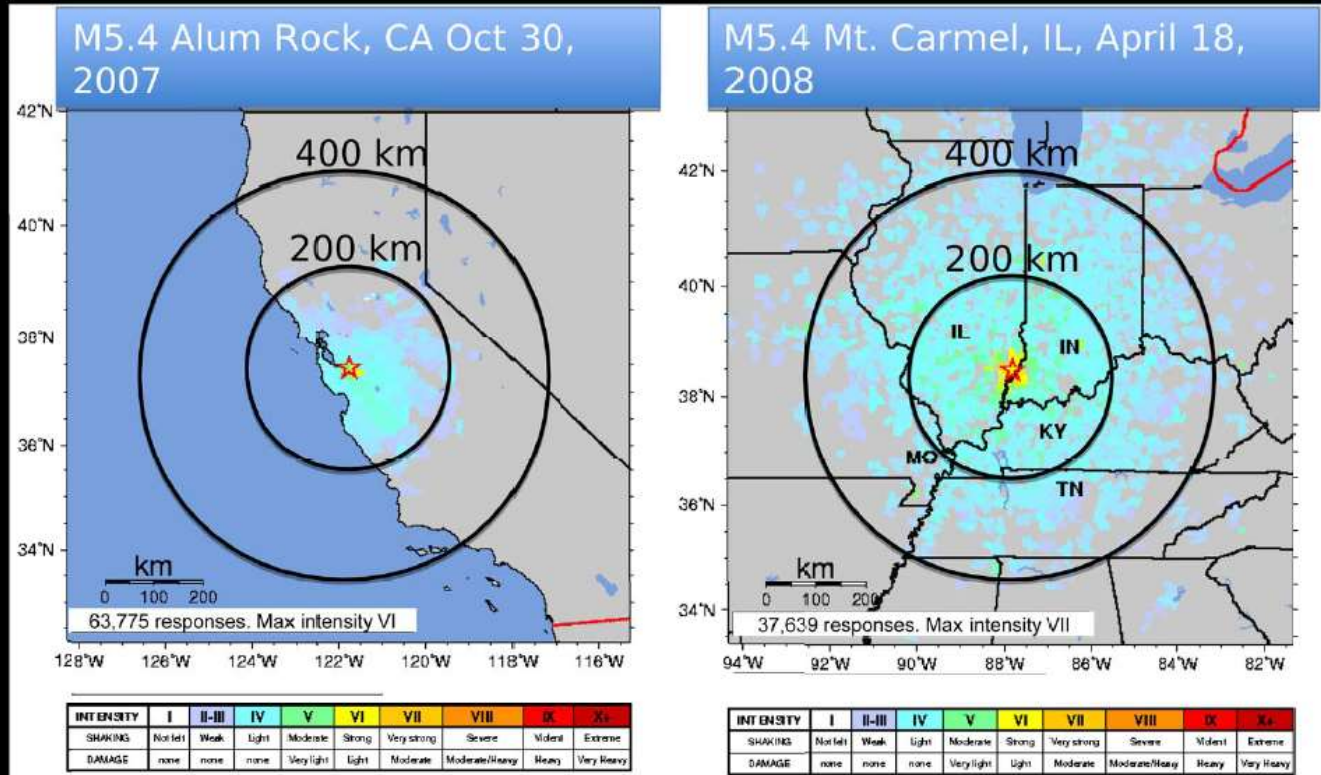 M5.4 Alum Rock, CA Oct 30,
2007
42°N
40°N
38°N
36°N
34°N
400 km
200 km
km
0 100 200
63,775 responses. Max intensity VI
128°W 126°W 124°W 122°W 120°W 118°W 116°W
INTENSITY I II-III IV V VI VII VIII IX X+
SHAKING Not felt Weak Light Moderate Strong Very strong Severe Violent Extreme
DAMAGE none none none Very light Light Moderate Moderate/Heavy Heavy Very Heavy
M5.4 Mt. Carmel, IL, April 18,
2008
42°N
40°N
38°N
36°N
34°N
400 km
200 km
IL
IN
KY
MO
TN
km
0 100 200
37,639 responses. Max intensity VII
94°W 92°W 90°W 88°W 86°W 84°W 82°W
INTENSITY I II-III IV V VI VII VIII IX X+
SHAKING Not felt Weak Light Moderate Strong Very strong Severe Violent Extreme
DAMAGE none none none Very light Light Moderate Moderate/Heavy Heavy Very Heavy